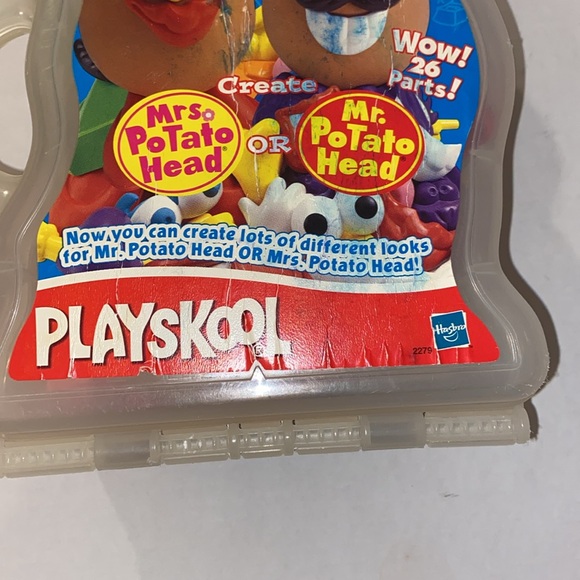 Wow!
26
Parts!
Create
Mrs.
PoTaTo
Head®
OR
Mr.
PoTaTo
Head
Now you can create lots of different looks
for Mr. Potato Head OR Mrs. Potato Head!
PLAYSKOOL®
Hasbro
2279